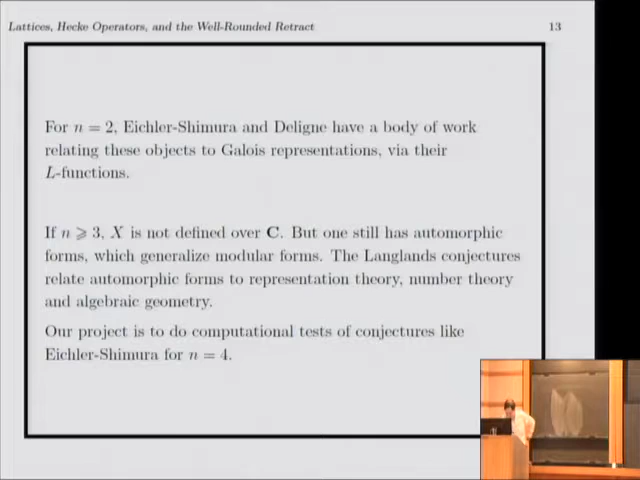 Lattices, Hecke Operators, and the Well-Rounded Retract 13
For n = 2, Eichler-Shimura and Deligne have a body of work
relating these objects to Galois representations, via their
L-functions.
If n ⩾ 3, X is not defined over C. But one still has automorphic
forms, which generalize modular forms. The Langlands conjectures
relate automorphic forms to representation theory, number theory
and algebraic geometry.
Our project is to do computational tests of conjectures like
Eichler-Shimura for n = 4.